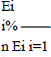 Ei
i% ——
n Ei i=1